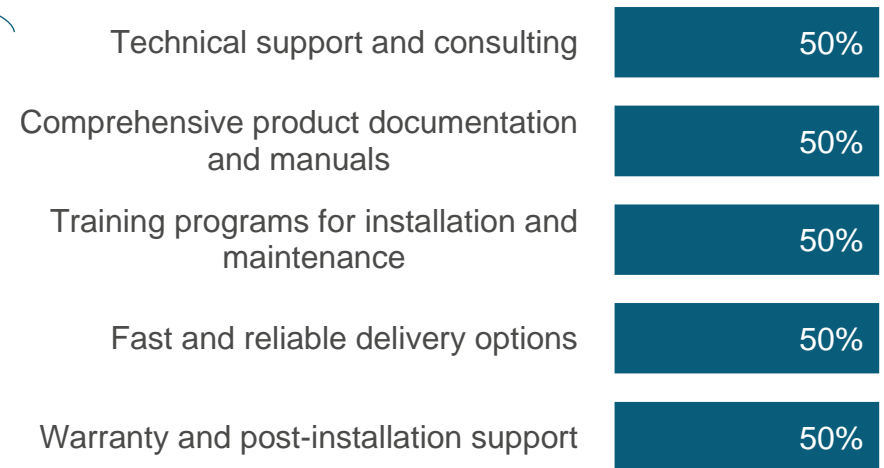 Technical support and consulting 50%
Comprehensive product documentation
and manuals 50%
Training programs for installation and
maintenance 50%
Fast and reliable delivery options 50%
Warranty and post-installation support 50%